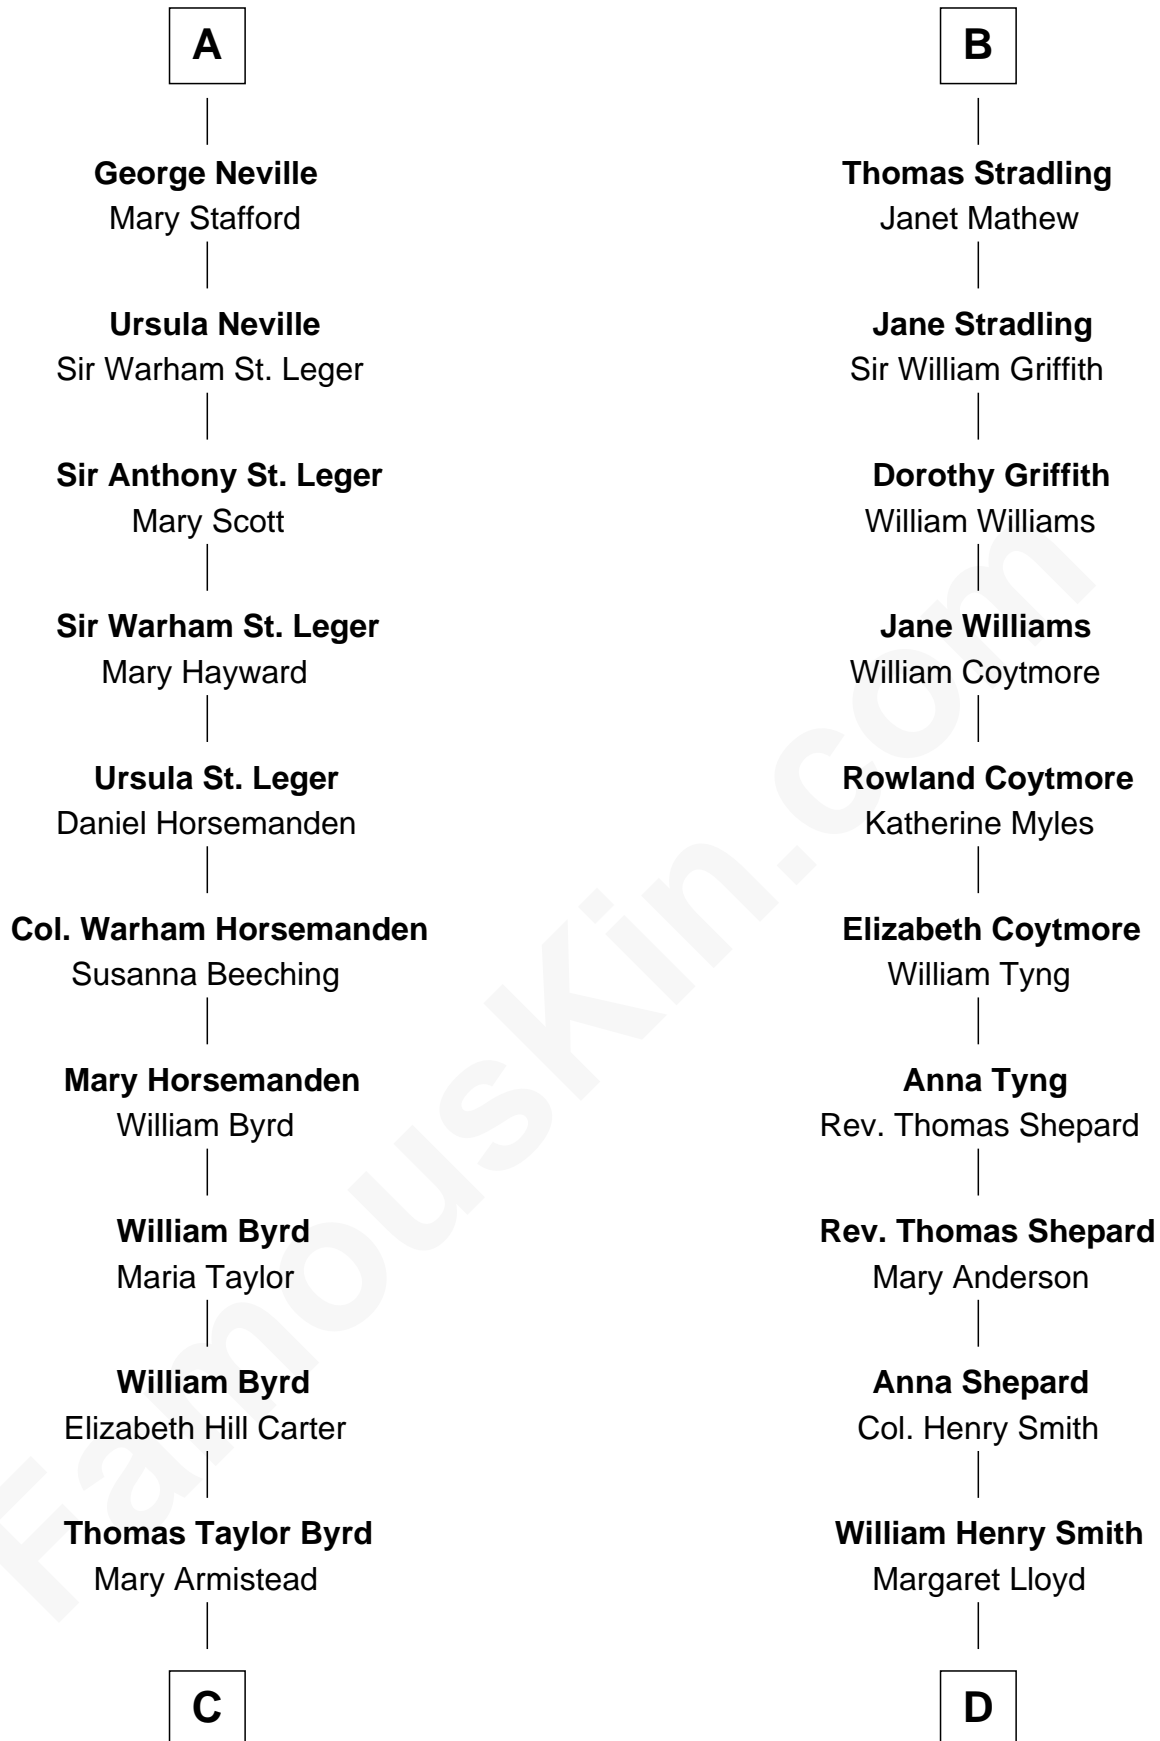 A
George Neville
Mary Stafford
Ursula Neville
Sir Warham St. Leger
Sir Anthony St. Leger
Mary Scott
Sir Warham St. Leger
Mary Hayward
Ursula St. Leger
Daniel Horsemanden
Col. Warham Horsemanden
Susanna Beeching
Mary Horsemanden
William Byrd
William Byrd
Maria Taylor
William Byrd
Elizabeth Hill Carter
Thomas Taylor Byrd
Mary Armistead
C
B
Thomas Stradling
Janet Mathew
Jane Stradling
Sir William Griffith
Dorothy Griffith
William Williams
Jane Williams
William Coytmore
Rowland Coytmore
Katherine Myles
Elizabeth Coytmore
William Tyng
Anna Tyng
Rev. Thomas Shepard
Rev. Thomas Shepard
Mary Anderson
Anna Shepard
Col. Henry Smith
William Henry Smith
Margaret Lloyd
D
FamousKin.com